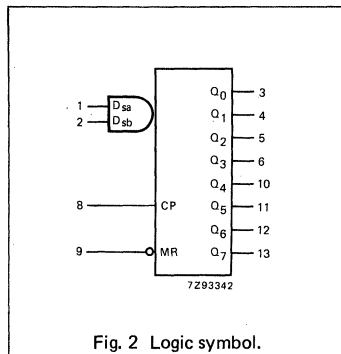 1 Dsa
2 Dsb
8 CP
9 MR
Q0 3
Q1 4
Q2 5
Q3 6
Q4 10
Q5 11
Q6 12
Q7 13
7Z93342
Fig. 2 Logic symbol.